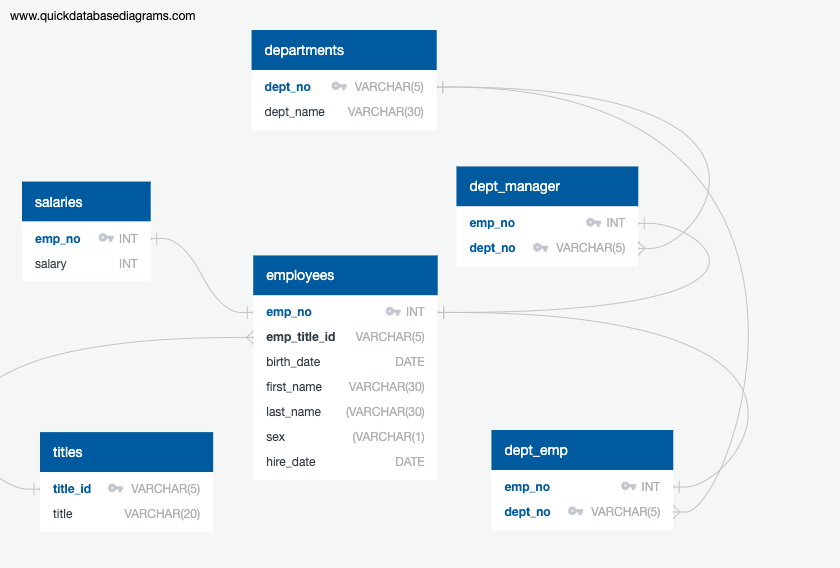 www.quickdatabasediagrams.com
departments
dept_no VARCHAR(5)
dept_name VARCHAR(30)
dept_manager
emp_no INT
dept_no VARCHAR(5)
salaries
emp_no INT
salary INT
employees
emp_no INT
emp_title_id VARCHAR(5)
birth_date DATE
first_name VARCHAR(30)
last_name (VARCHAR(30)
sex (VARCHAR(1)
hire_date DATE
titles
title_id VARCHAR(5)
title VARCHAR(20)
dept_emp
emp_no INT
dept_no VARCHAR(5)